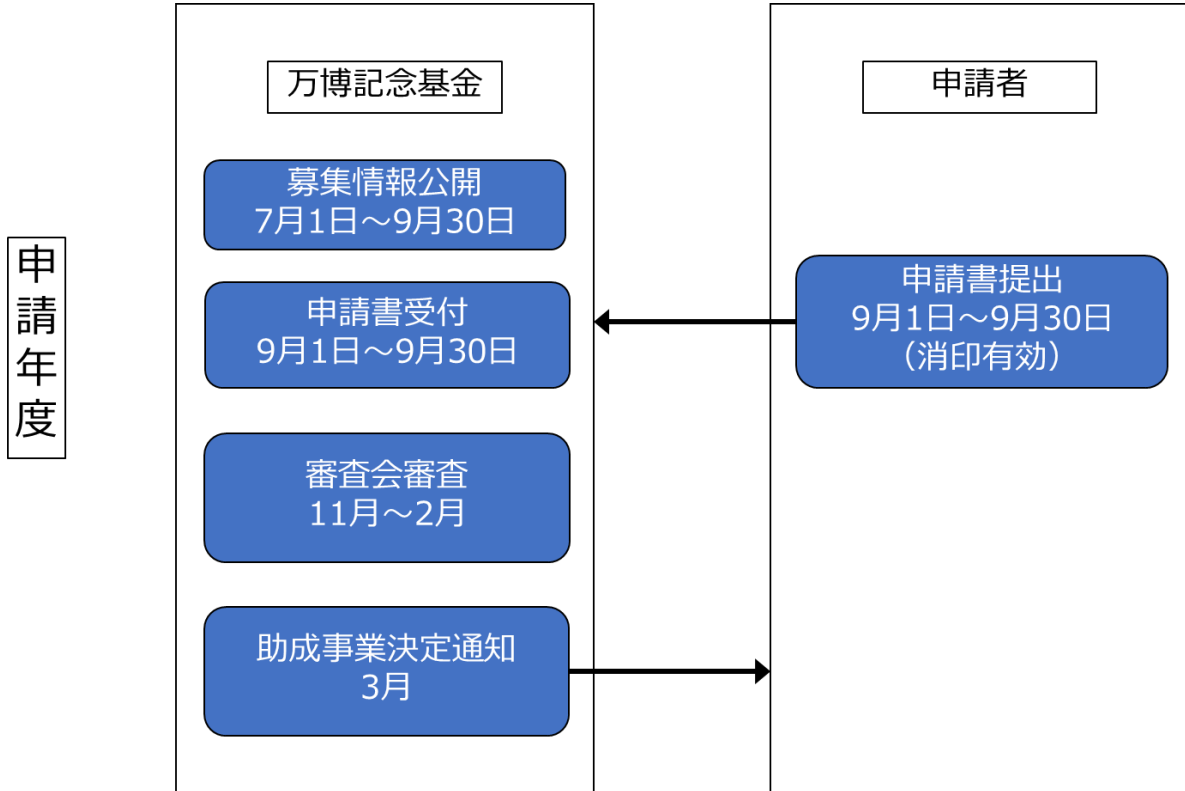 万博記念基金
申請者
募集情報公開
7月1日～9月30日
申請年度
申請書受付
9月1日～9月30日
申請書提出
9月1日～9月30日
（消印有効）
審査会審査
11月～2月
助成事業決定通知
3月